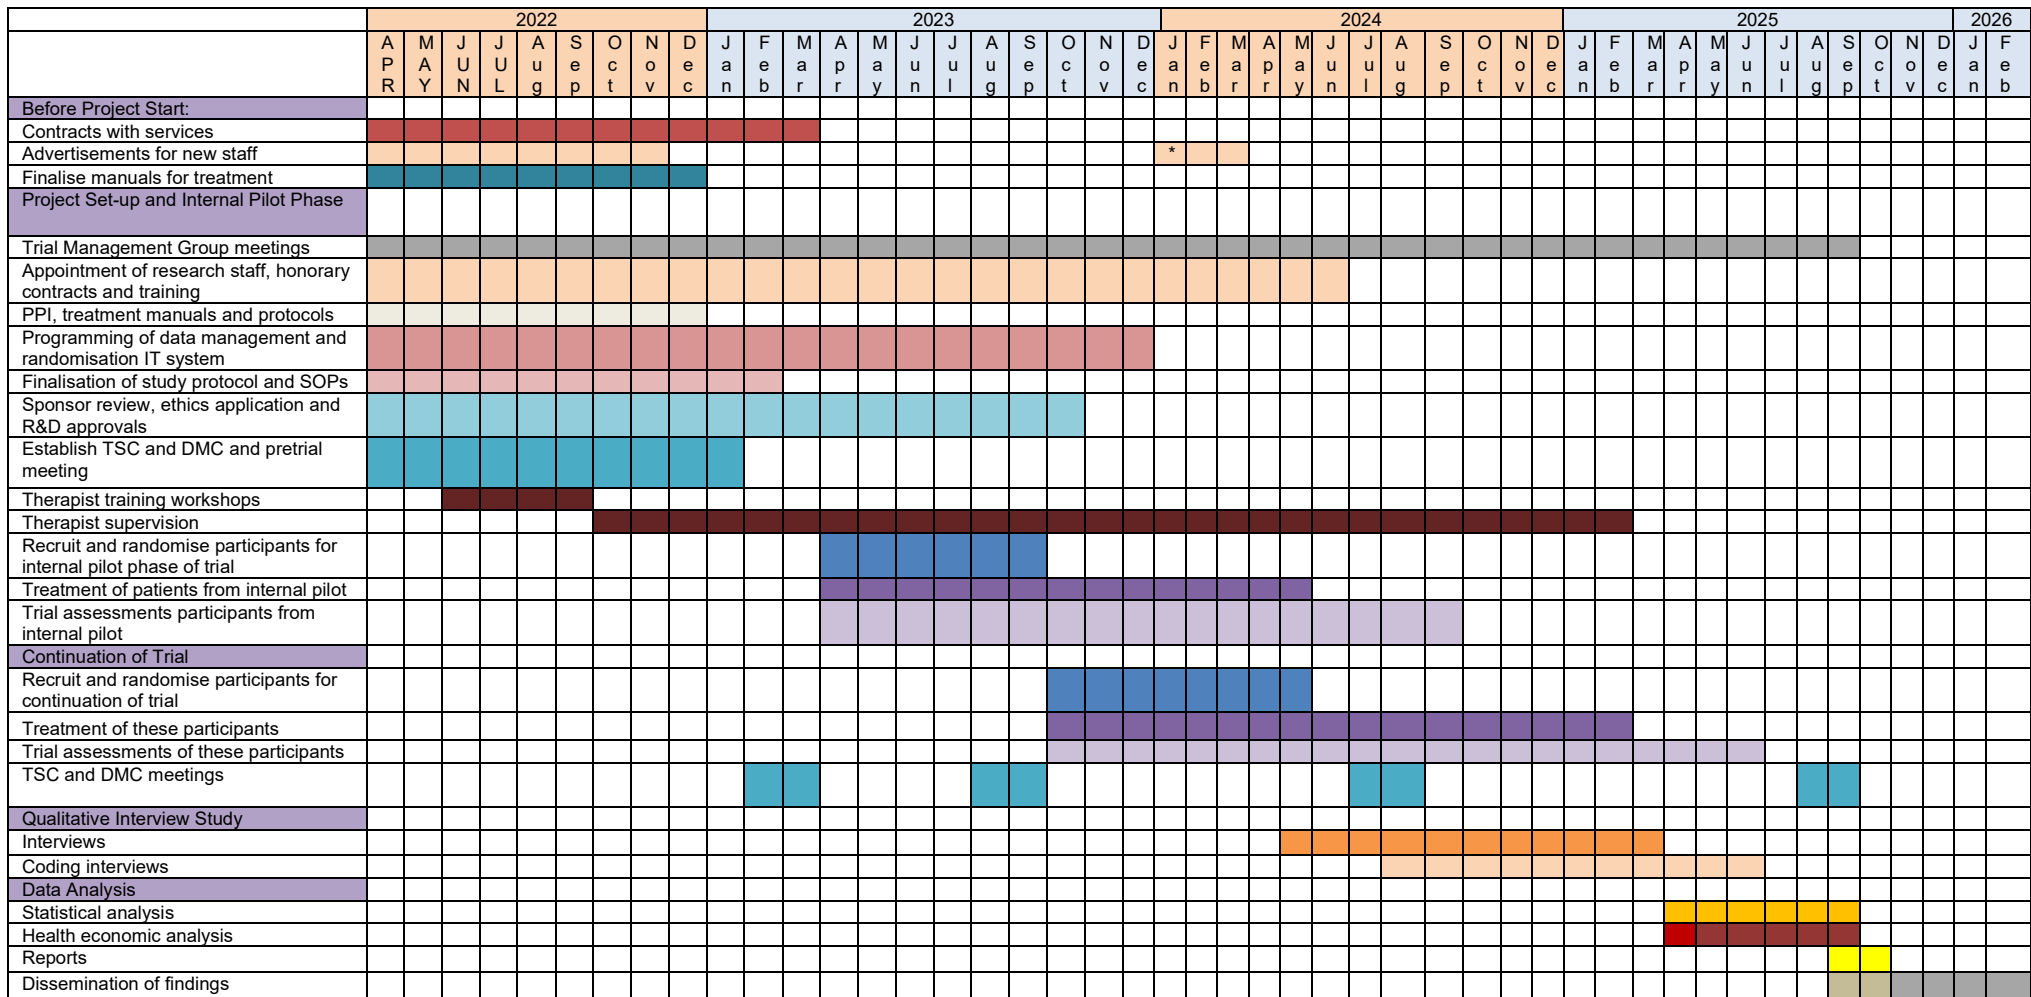 2022 2023 2024 2025 2026
APR MAY JUN JUL Aug Sep Oct Nov Dec Jan Feb Mar Apr May Jun Jul Aug Sep Oct Nov Dec Jan Feb Mar Apr May Jun Jul Aug Sep Oct Nov Dec Jan Feb Mar Apr May Jun Jul Aug Sep Oct Nov Dec Jan Feb
Before Project Start:
Contracts with services
Advertisements for new staff *
Finalise manuals for treatment
Project Set-up and Internal Pilot Phase
Trial Management Group meetings
Appointment of research staff, honorary
contracts and training
PPI, treatment manuals and protocols
Programming of data management and
randomisation IT system
Finalisation of study protocol and SOPs
Sponsor review, ethics application and
R&D approvals
Establish TSC and DMC and pretrial
meeting
Therapist training workshops
Therapist supervision
Recruit and randomise participants for
internal pilot phase of trial
Treatment of patients from internal pilot
Trial assessments participants from
internal pilot
Continuation of Trial
Recruit and randomise participants for
continuation of trial
Treatment of these participants
Trial assessments of these participants
TSC and DMC meetings
Qualitative Interview Study
Interviews
Coding interviews
Data Analysis
Statistical analysis
Health economic analysis
Reports
Dissemination of findings